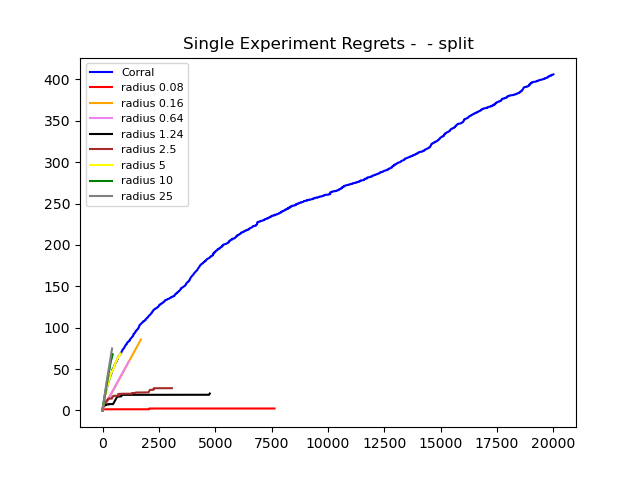 Single Experiment Regrets -  - split
400
350
300
250
200
150
100
50
0
Corral
radius 0.08
radius 0.16
radius 0.64
radius 1.24
radius 2.5
radius 5
radius 10
radius 25
0 2500 5000 7500 10000 12500 15000 17500 20000